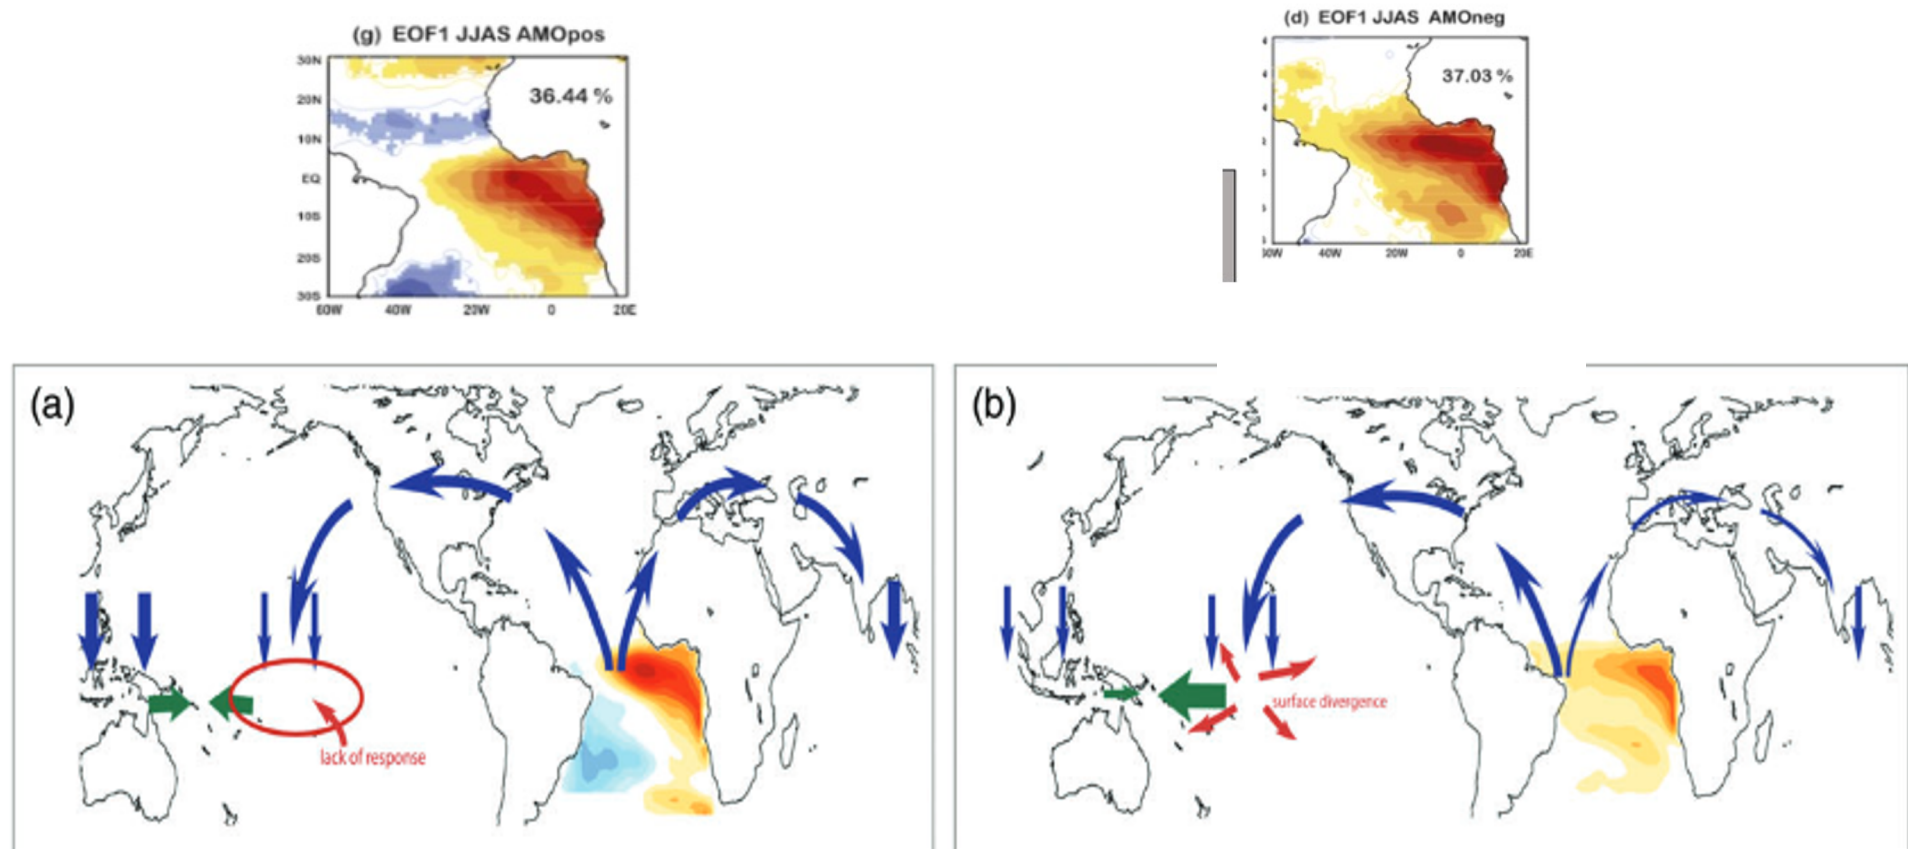 (g) EOF1 JJAS AMOpos
36.44 %
30N
20N
10N
EQ
10S
20S
30S
60W 40W 20W 0 20E
(d) EOF1 JJAS AMOneg
37.03 %
40W 20W 0 20E
(a)
lack of response
(b)
surface divergence